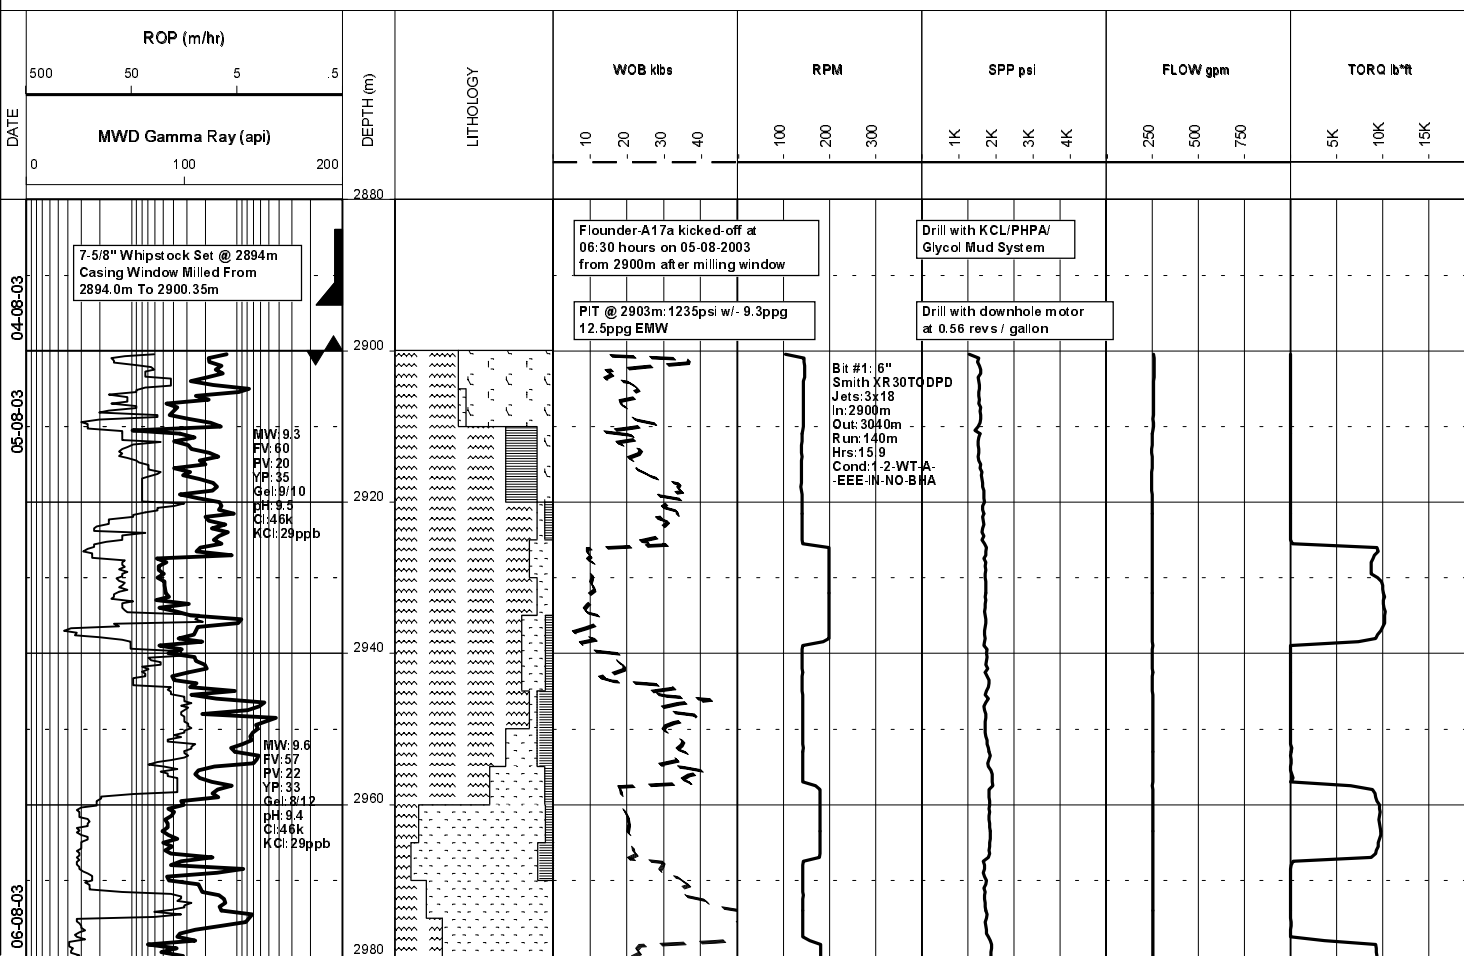 ROP (m/hr)
500 50 5 .5
MWD Gamma Ray (api)
0 100 200
DATE
DEPTH (m)
LITHOLOGY
WOB klbs
10 20 30 40
RPM
100 200 300
SPP psi
1K 2K 3K 4K
FLOW gpm
250 500 750
TORQ lb*ft
5K 10K 15K
2880
7-5/8" Whipstock Set @ 2894m
Casing Window Milled From
2894.0m To 2900.35m
Flounder-A17a kicked-off at
06:30 hours on 05-08-2003
from 2900m after milling window
Drill with KCL/PHPA/
Glycol Mud System
PIT @ 2903m: 1235psi w/- 9.3ppg
12.5ppg EMW
Drill with downhole motor
at 0.56 revs / gallon
04-08-03
2900
05-08-03
Bit #1: 6"
Smith XR30TODPD
Jets:3x18
In:2900m
Out:3040m
Run:140m
Hrs:15.9
Cond:1-2-WT-A-
-EEE-IN-NO-BHA
MW:9.3
FV:60
PV:20
YP:35
Gel:9/10
pH:9.5
Cl:46k
KCl:29ppb
2920
2940
MW:9.6
FV:57
PV:22
YP:33
Gel:8/12
pH:9.4
Cl:46k
KCl:29ppb
2960
06-08-03
2980